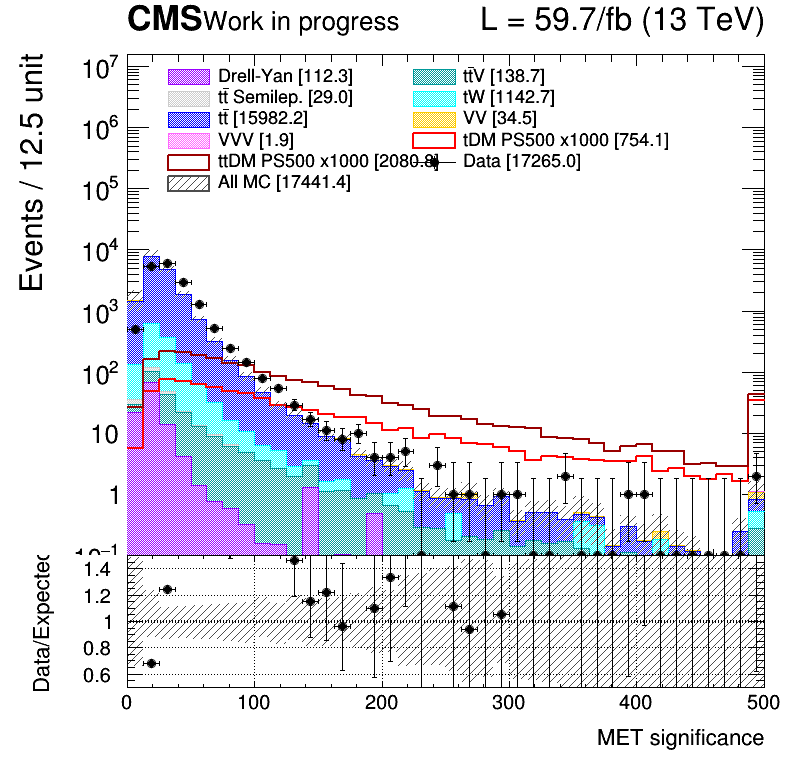 CMS Work in progress L = 59.7/fb (13 TeV)
Events / 12.5 unit
Drell-Yan [112.3] tt̄V [138.7]
tt̄ Semilep. [29.0] tW [1142.7]
tt̄ [15982.2] VV [34.5]
VVV [1.9] tDM PS500 x1000 [754.1]
ttDM PS500 x1000 [2080.8] Data [17265.0]
All MC [17441.4]
10⁷
10⁶
10⁵
10⁴
10³
10²
10
1
10⁻¹
Data/Expected
1.4
1.2
1
0.8
0.6
0 100 200 300 400 500
MET significance